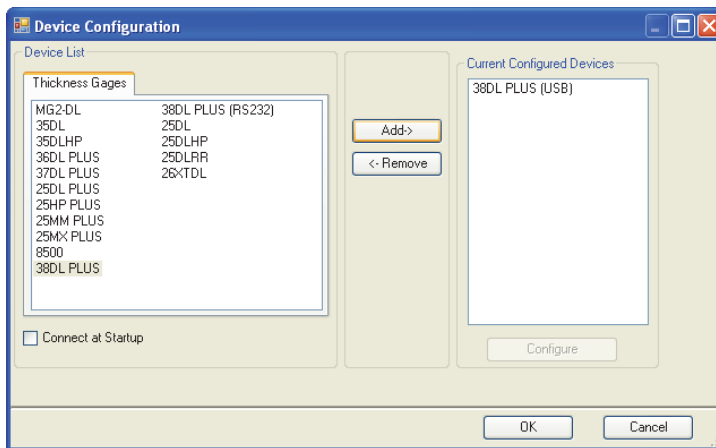 Device Configuration
Device List
Thickness Gages
MG2-DL
35DL
35DLHP
36DL PLUS
37DL PLUS
25DL PLUS
25HP PLUS
25MM PLUS
25MX PLUS
8500
38DL PLUS
38DL PLUS (RS232)
25DL
25DLHP
25DLRR
26XTDL
Connect at Startup
Add->
<- Remove
Current Configured Devices
38DL PLUS (USB)
Configure
OK
Cancel